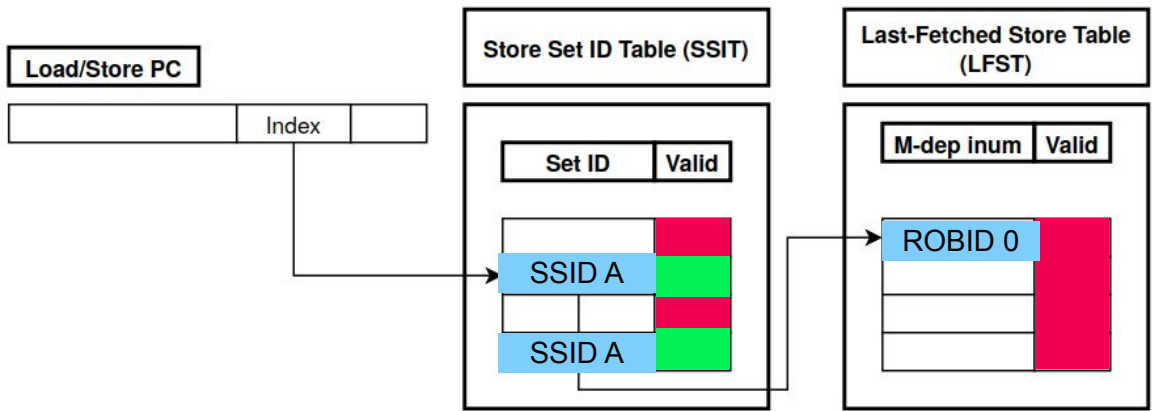 Load/Store PC
Index
Store Set ID Table (SSIT)
Set ID Valid
SSID A
SSID A
Last-Fetched Store Table
(LFST)
M-dep inum Valid
ROBID 0